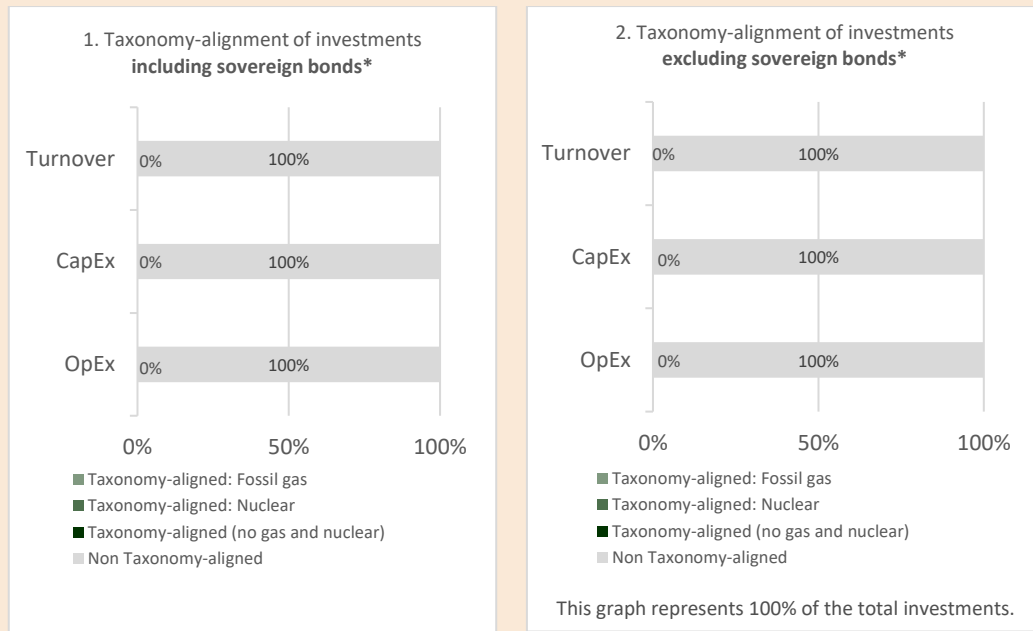 1. Taxonomy-alignment of investments
including sovereign bonds*
Turnover 0% 100%
CapEx 0% 100%
OpEx 0% 100%
0% 50% 100%
Taxonomy-aligned: Fossil gas
Taxonomy-aligned: Nuclear
Taxonomy-aligned (no gas and nuclear)
Non Taxonomy-aligned
2. Taxonomy-alignment of investments
excluding sovereign bonds*
Turnover 0% 100%
CapEx 0% 100%
OpEx 0% 100%
0% 50% 100%
Taxonomy-aligned: Fossil gas
Taxonomy-aligned: Nuclear
Taxonomy-aligned (no gas and nuclear)
Non Taxonomy-aligned
This graph represents 100% of the total investments.